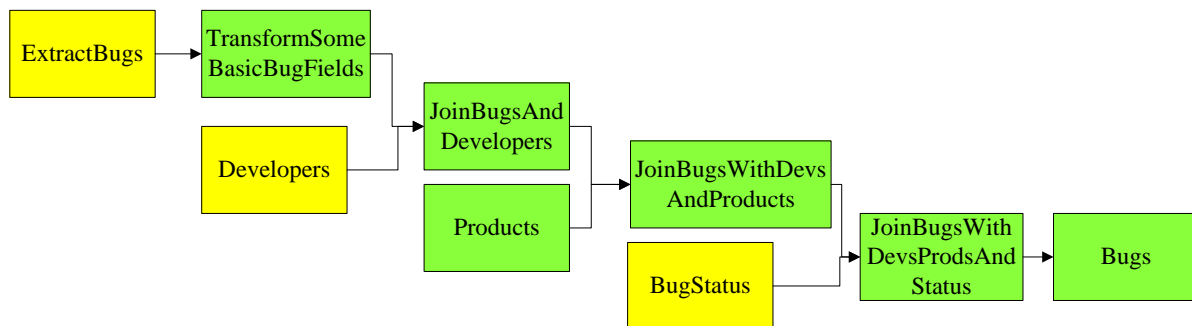 ExtractBugs
TransformSome
BasicBugFields
Developers
JoinBugsAnd
Developers
Products
JoinBugsWithDevs
AndProducts
BugStatus
JoinBugsWith
DevsProdsAnd
Status
Bugs